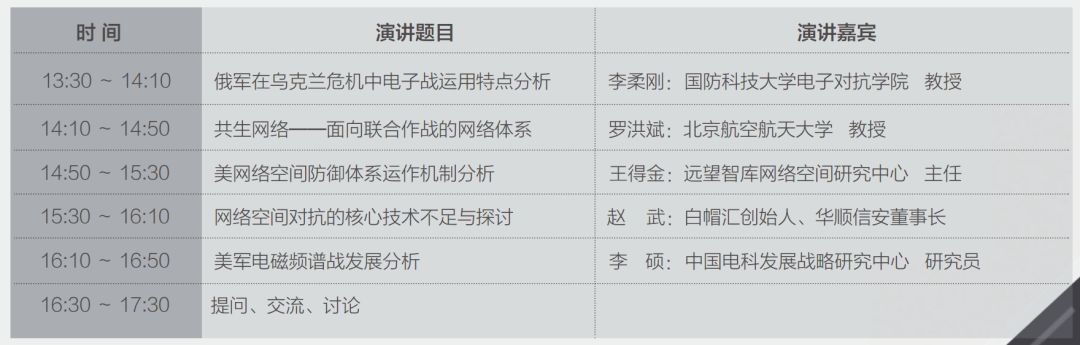 时 间 演讲题目 演讲嘉宾
13:30 ~ 14:10 俄军在乌克兰危机中电子战运用特点分析 李柔刚：国防科技大学电子对抗学院 教授
14:10 ~ 14:50 共生网络——面向联合作战的网络体系 罗洪斌：北京航空航天大学 教授
14:50 ~ 15:30 美网络空间防御体系运作机制分析 王得金：远望智库网络空间研究中心 主任
15:30 ~ 16:10 网络空间对抗的核心技术不足与探讨 赵 武：白帽汇创始人、华顺信安董事长
16:10 ~ 16:50 美军电磁频谱战发展分析 李 硕：中国电科发展战略研究中心 研究员
16:30 ~ 17:30 提问、交流、讨论